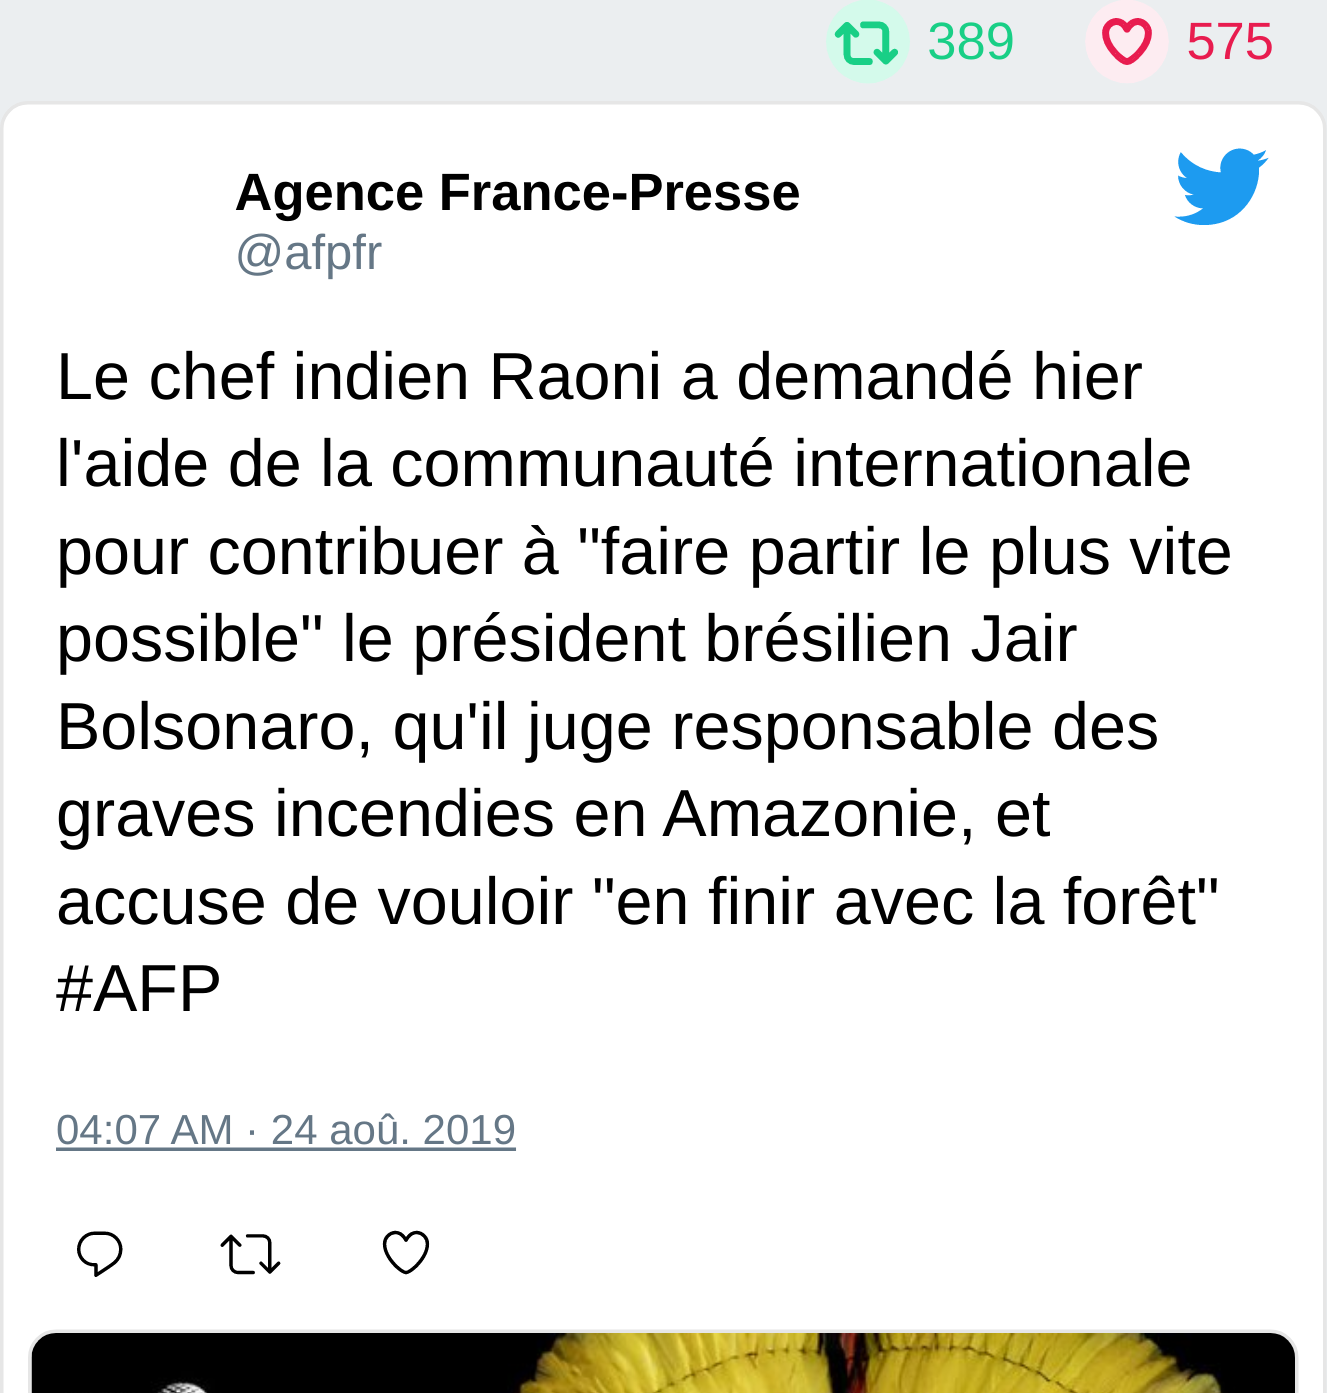 389 575
Agence France-Presse
@afpfr
Le chef indien Raoni a demandé hier
l'aide de la communauté internationale
pour contribuer à "faire partir le plus vite
possible" le président brésilien Jair
Bolsonaro, qu'il juge responsable des
graves incendies en Amazonie, et
accuse de vouloir "en finir avec la forêt"
#AFP
04:07 AM · 24 aoû. 2019